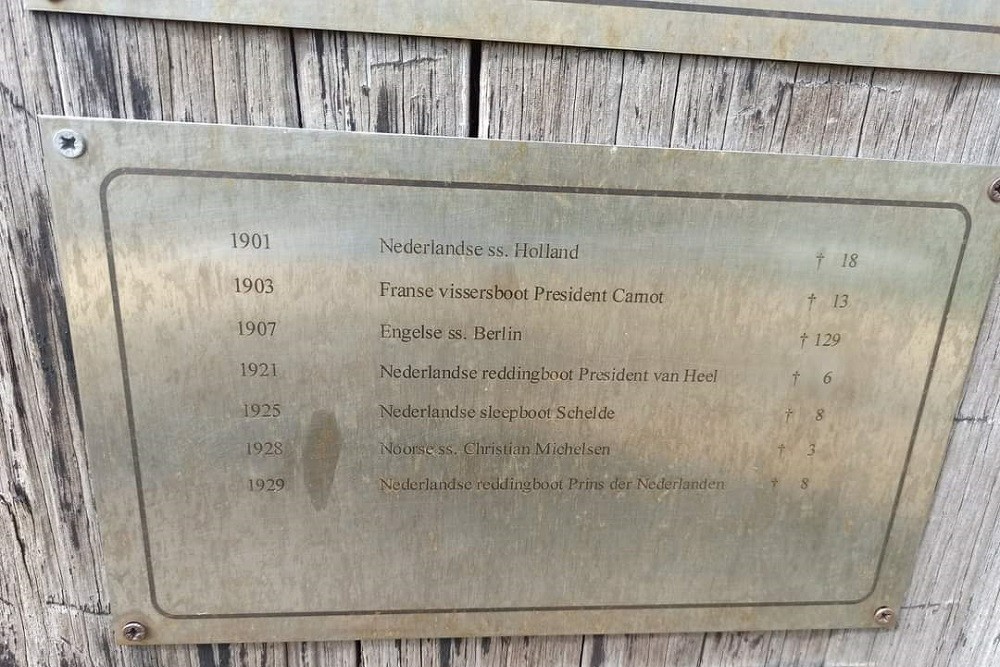 1901 Nederlandse ss. Holland † 18
1903 Franse vissersboot President Carnot † 13
1907 Engelse ss. Berlin † 129
1921 Nederlandse reddingboot President van Heel † 6
1925 Nederlandse sleepboot Schelde † 8
1928 Noorse ss. Christian Michelsen † 3
1929 Nederlandse reddingboot Prins der Nederlanden † 8